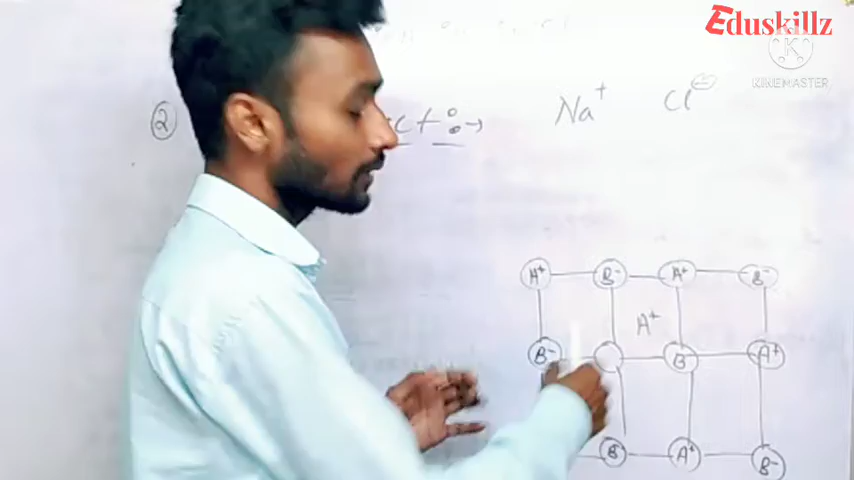 Eduskillz
KINEMASTER
②
Na⁺ Cl⊖
A⁺ B⁻ A⁺ B⁻
A⁺
B⁻ B A⁺
B A⁺ B⁻